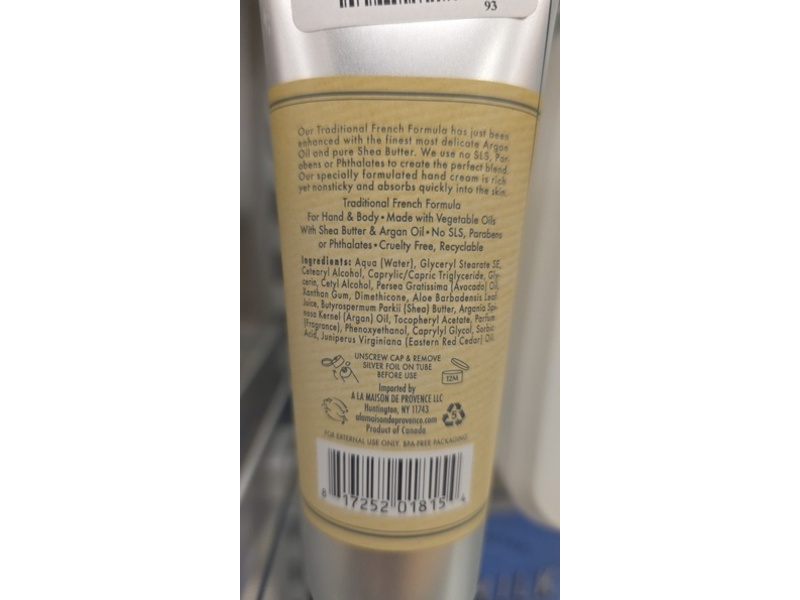 93
Our Traditional French Formula has just been
enhanced with the finest most delicate Argan
Oil and pure Shea Butter. We use no SLS, Par-
abens or Phthalates to create the perfect blend.
Our specially formulated hand cream is rich
yet nonsticky and absorbs quickly into the skin.
Traditional French Formula
For Hand & Body • Made with Vegetable Oils
With Shea Butter & Argan Oil • No SLS, Parabens
or Phthalates • Cruelty Free, Recyclable
Ingredients: Aqua (Water), Glyceryl Stearate SE,
Cetearyl Alcohol, Caprylic/Capric Triglyceride, Gly-
cerin, Cetyl Alcohol, Persea Gratissima (Avocado) Oil,
Xanthan Gum, Dimethicone, Aloe Barbadensis Leaf
Juice, Butyrospermum Parkii (Shea) Butter, Argania Spi-
nosa Kernel (Argan) Oil, Tocopheryl Acetate, Parfum
(Fragrance), Phenoxyethanol, Caprylyl Glycol, Sorbic
Acid, Juniperus Virginiana (Eastern Red Cedar) Oil.
UNSCREW CAP & REMOVE
SILVER FOIL ON TUBE
BEFORE USE
12M
Imported by
A LA MAISON DE PROVENCE LLC
Huntington, NY 11743
alamaisondeprovence.com
Product of Canada
5
FOR EXTERNAL USE ONLY. BPA-FREE PACKAGING
8 17252 01815 4